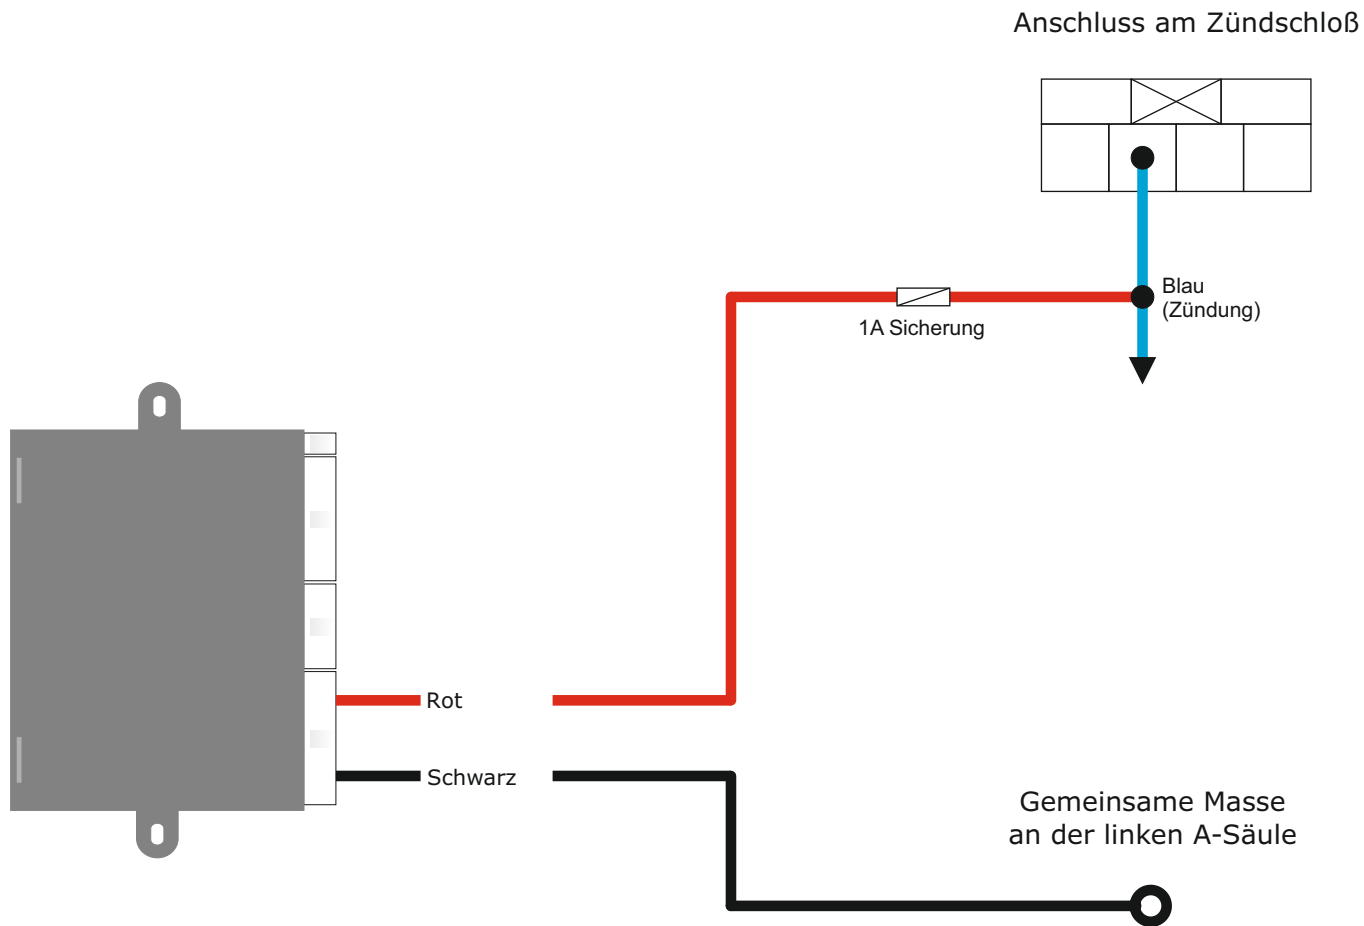 Anschluss am Zündschloß
Blau
(Zündung)
1A Sicherung
Rot
Schwarz
Gemeinsame Masse
an der linken A-Säule